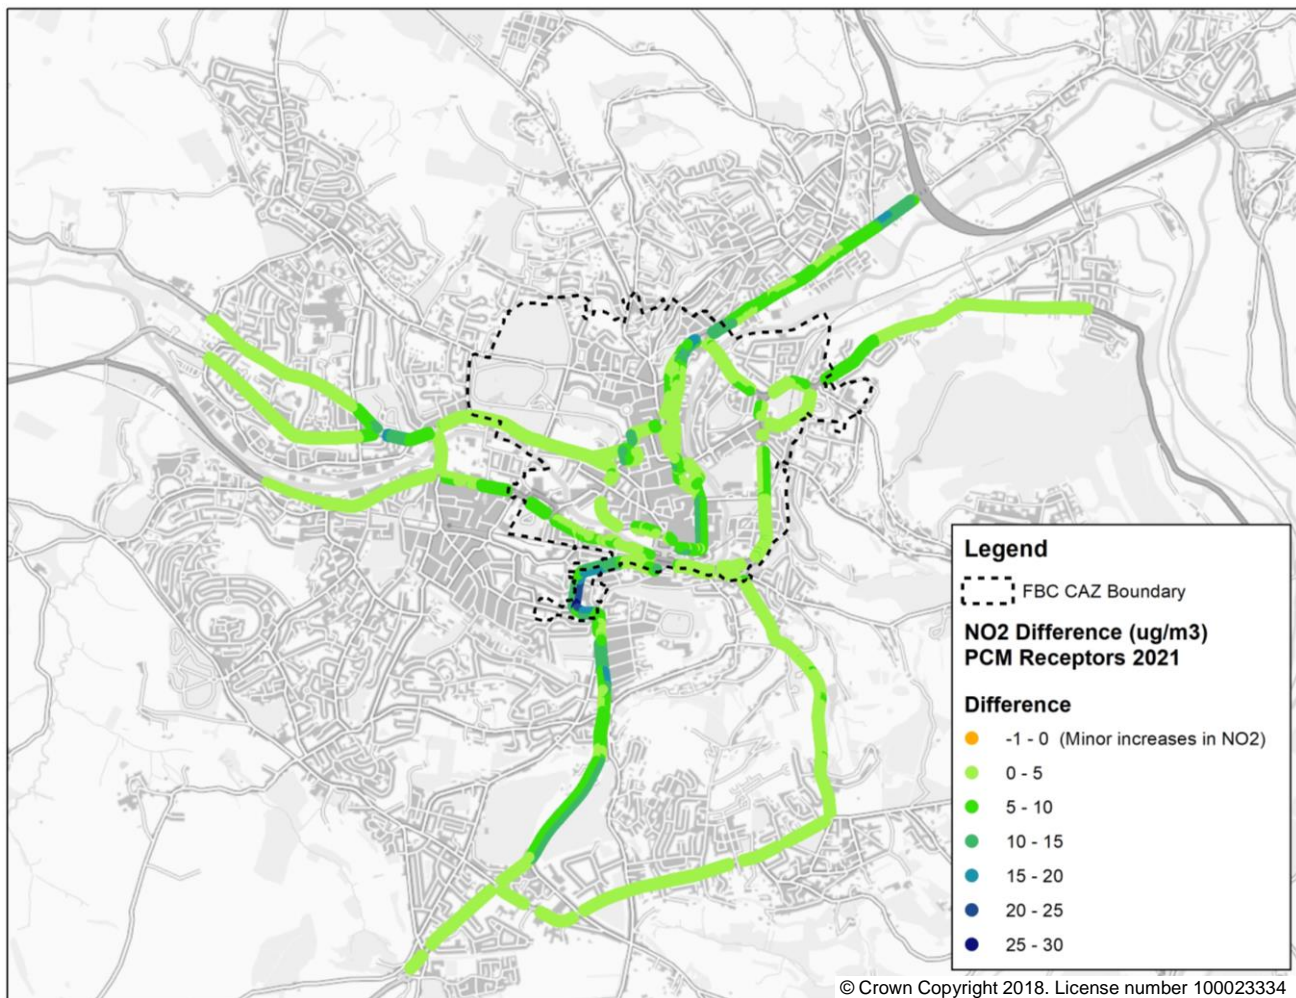 Legend
FBC CAZ Boundary
NO2 Difference (ug/m3)
PCM Receptors 2021
Difference
-1 - 0 (Minor increases in NO2)
0 - 5
5 - 10
10 - 15
15 - 20
20 - 25
25 - 30
© Crown Copyright 2018. License number 100023334